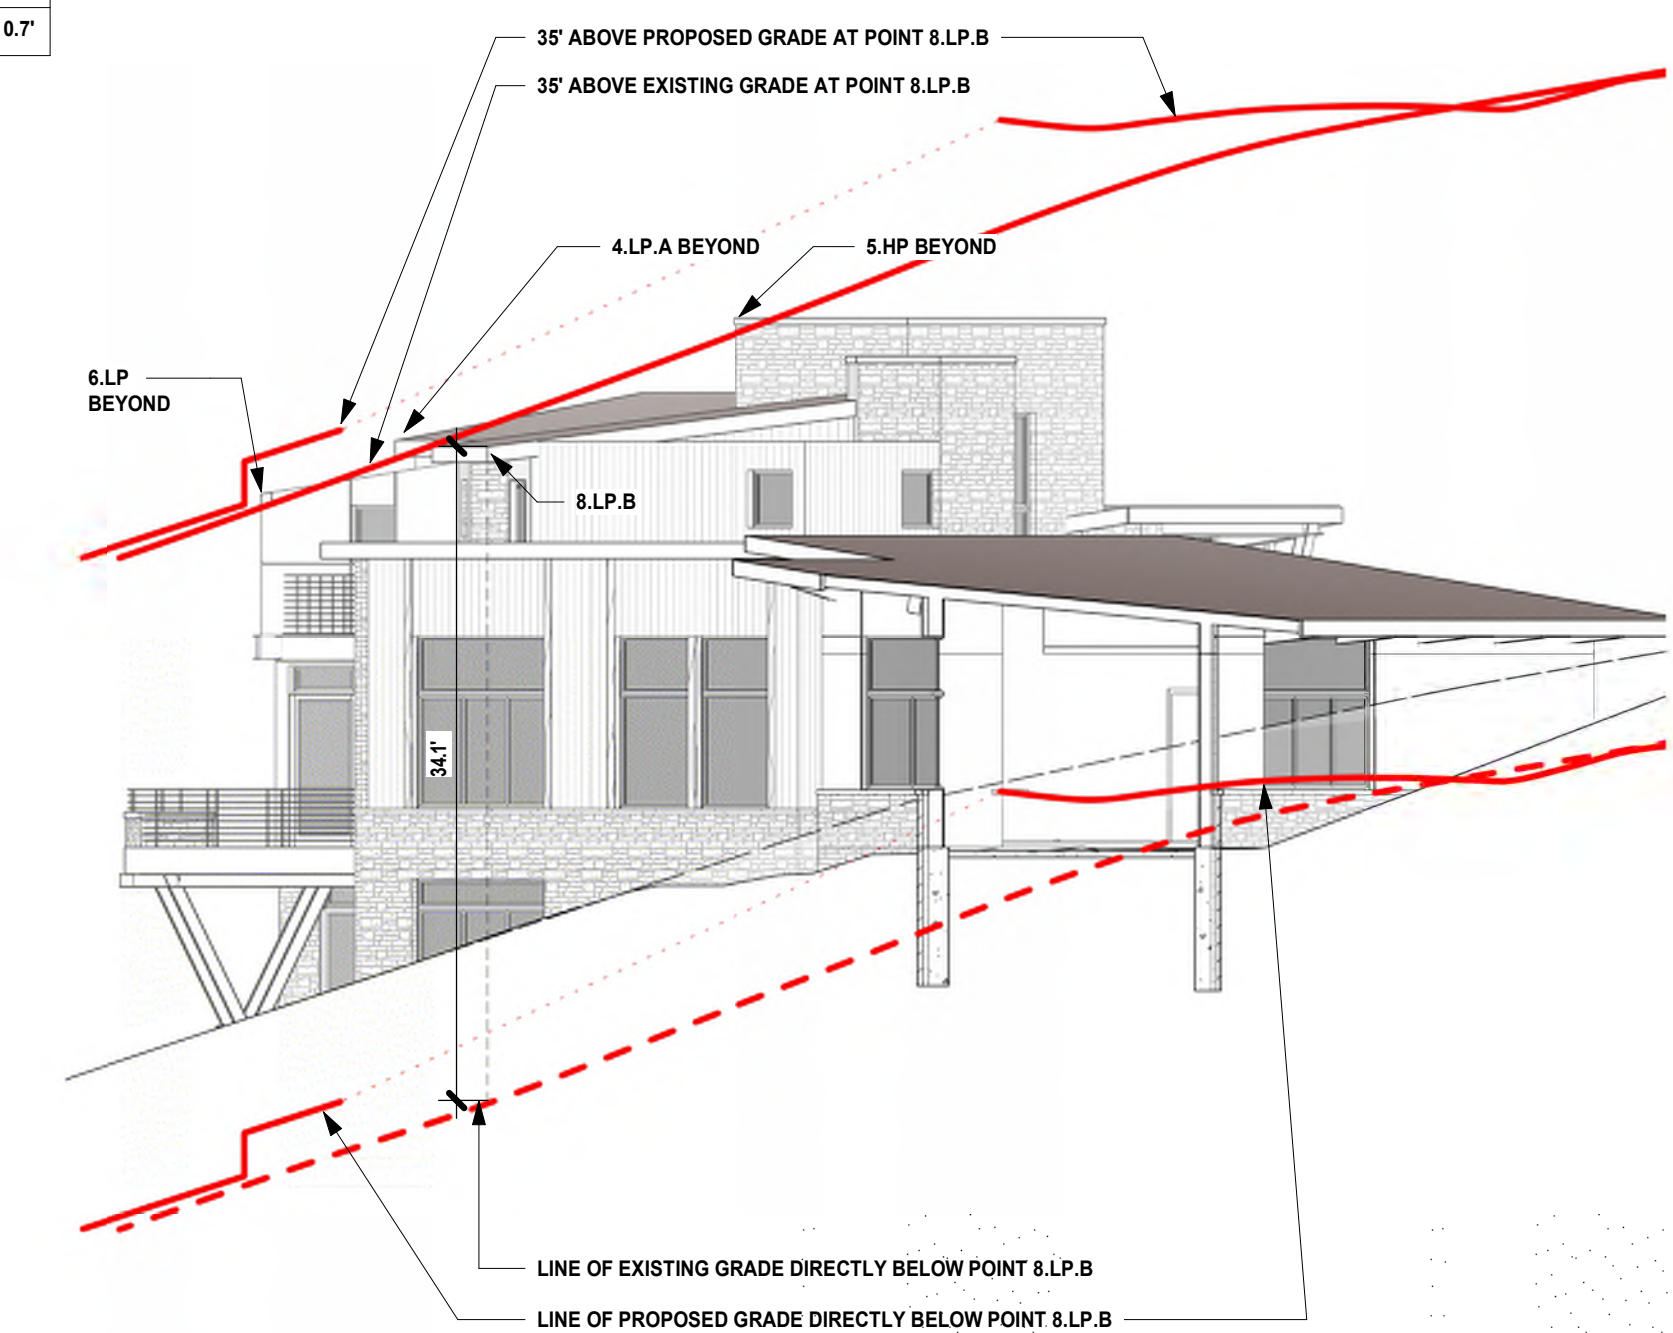 0.7'
35' ABOVE PROPOSED GRADE AT POINT 8.LP.B
35' ABOVE EXISTING GRADE AT POINT 8.LP.B
4.LP.A BEYOND
5.HP BEYOND
6.LP
BEYOND
8.LP.B
34.1'
LINE OF EXISTING GRADE DIRECTLY BELOW POINT 8.LP.B
LINE OF PROPOSED GRADE DIRECTLY BELOW POINT 8.LP.B